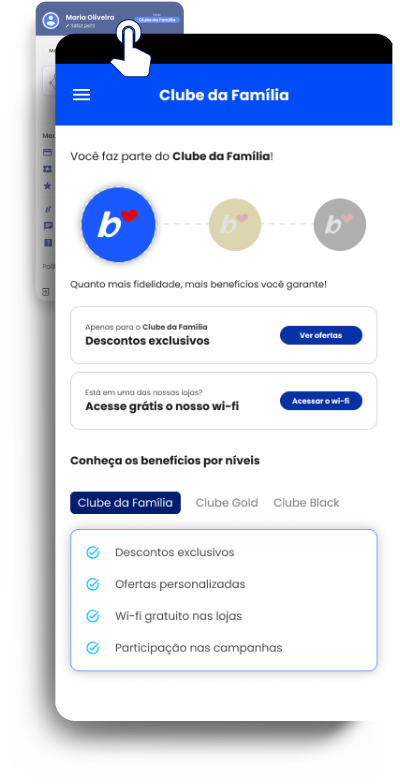 Maria Oliveira
Clube da Família
Clube da Família
Você faz parte do Clube da Família!
b b b
Quanto mais fidelidade, mais benefícios você garante!
Apenas para o Clube da Família
Descontos exclusivos
Ver ofertas
Está em uma das nossas lojas?
Acesse grátis o nosso wi-fi
Acessar o wi-fi
Conheça os benefícios por níveis
Clube da Família Clube Gold Clube Black
Descontos exclusivos
Ofertas personalizadas
Wi-fi gratuito nas lojas
Participação nas campanhas